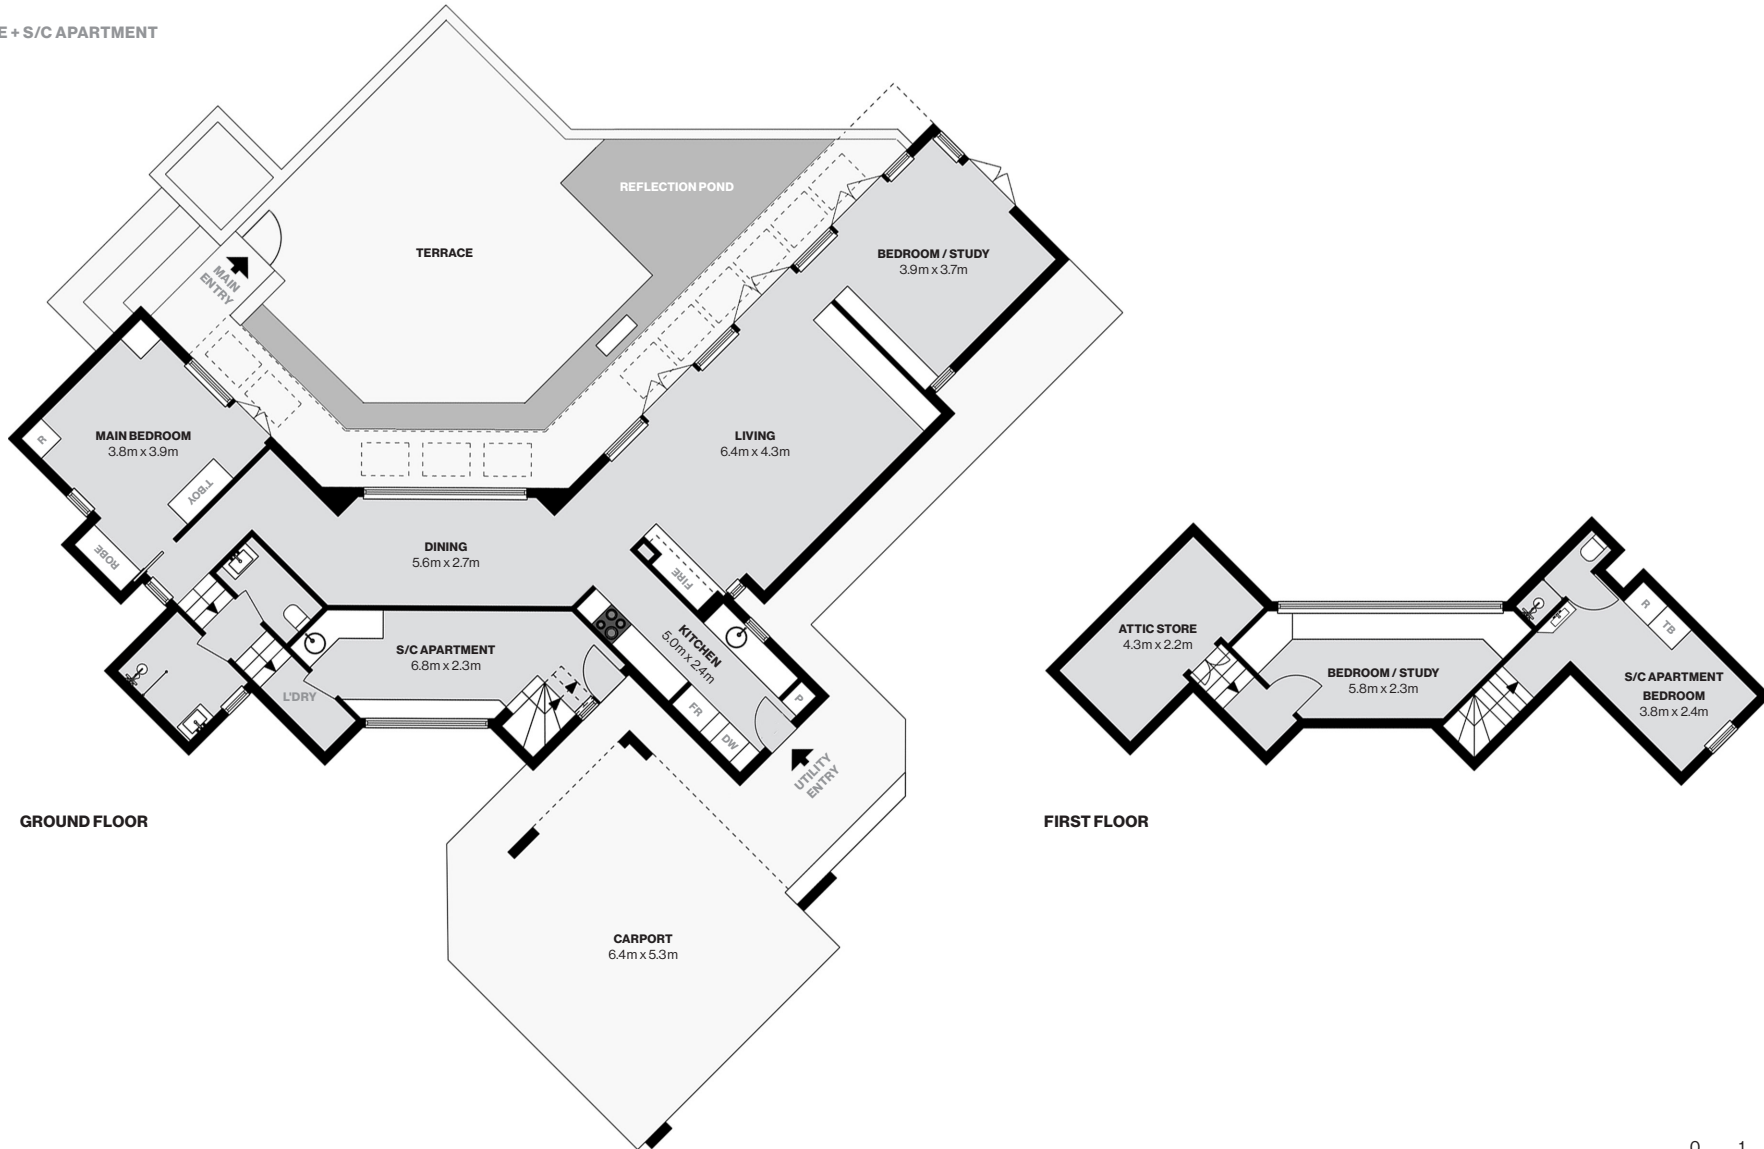 E + S/C APARTMENT
REFLECTION POND
TERRACE
MAIN
ENTRY
BEDROOM / STUDY
3.9m x 3.7m
MAIN BEDROOM
3.8m x 3.9m
R
T'BOY
ROBE
LIVING
6.4m x 4.3m
DINING
5.6m x 2.7m
FIRE
KITCHEN
5.0m x 2.4m
S/C APARTMENT
6.8m x 2.3m
L'DRY
FR
DW
P
UTILITY
ENTRY
CARPORT
6.4m x 5.3m
GROUND FLOOR
ATTIC STORE
4.3m x 2.2m
BEDROOM / STUDY
5.8m x 2.3m
R
TB
S/C APARTMENT
BEDROOM
3.8m x 2.4m
FIRST FLOOR
0 1